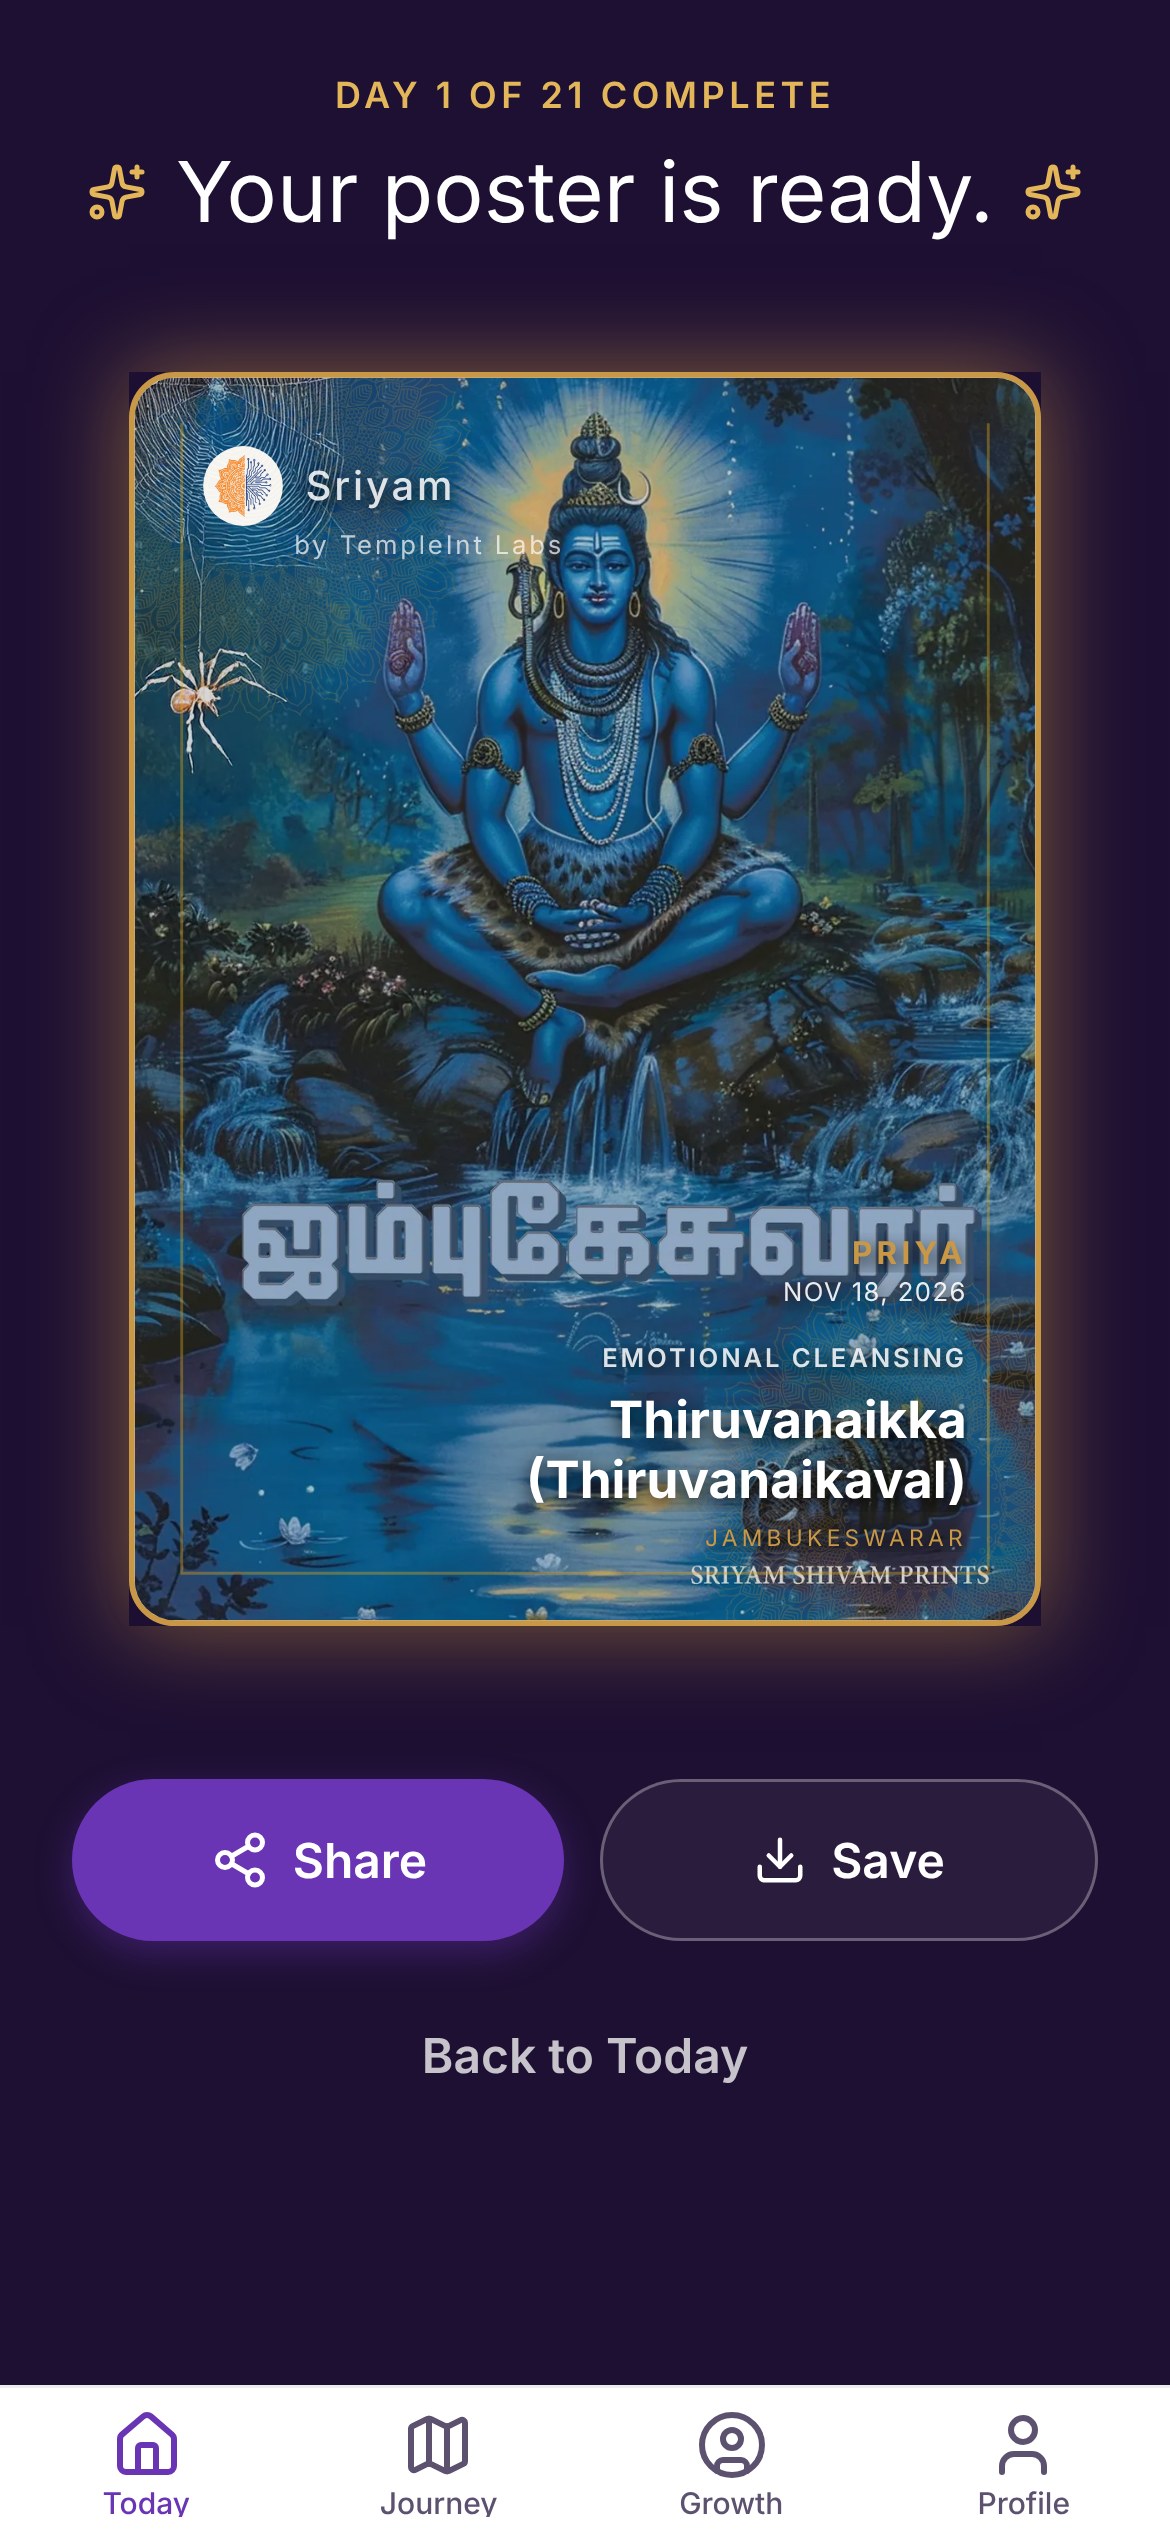 DAY 1 OF 21 COMPLETE
Your poster is ready.
Sriyam
by TempleInt Labs
ஜம்புகேசுவரர்
PRIYA
NOV 18, 2026
EMOTIONAL CLEANSING
Thiruvanaikka
(Thiruvanaikaval)
JAMBUKESWARAR
SRIYAM SHIVAM PRINTS
Share
Save
Back to Today
Today
Journey
Growth
Profile